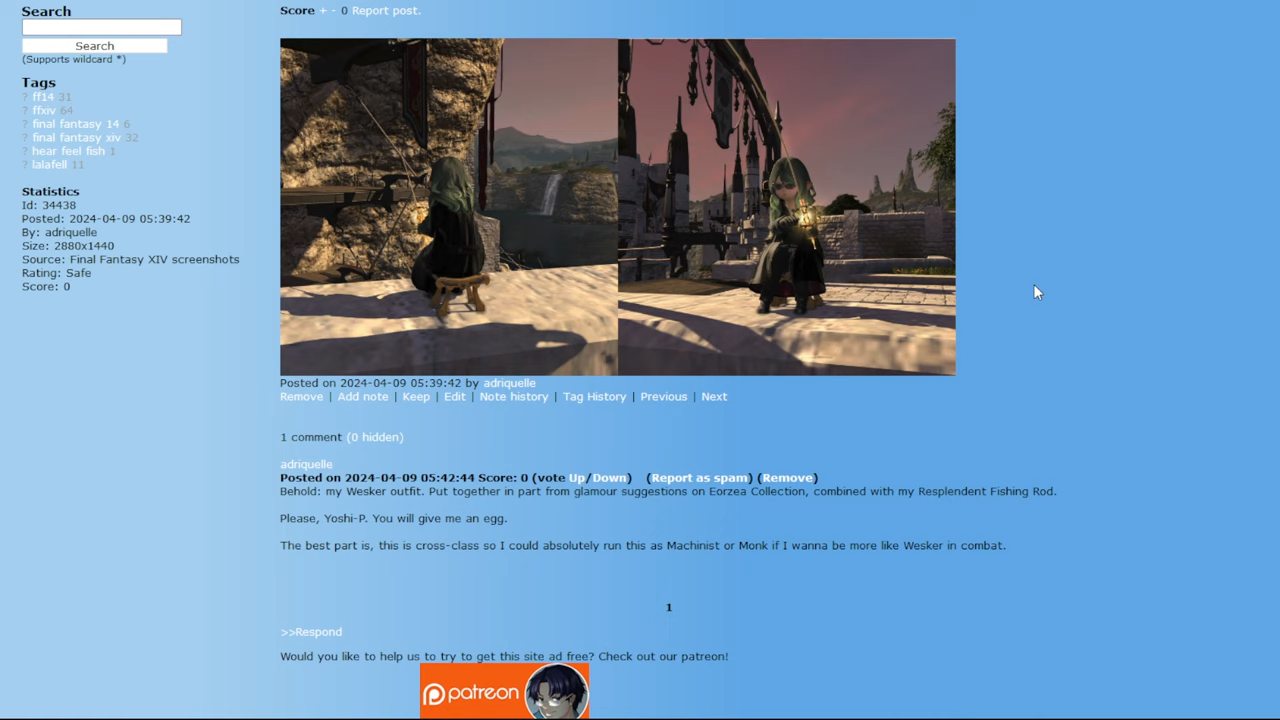 Search
Search
(Supports wildcard *)
Tags
? ff14 31
? ffxiv 64
? final fantasy 14 6
? final fantasy xiv 32
? hear feel fish 1
? lalafell 11
Statistics
Id: 34438
Posted: 2024-04-09 05:39:42
By: adriquelle
Size: 2880x1440
Source: Final Fantasy XIV screenshots
Rating: Safe
Score: 0
Score + - 0 Report post.
Posted on 2024-04-09 05:39:42 by adriquelle
Remove | Add note | Keep | Edit | Note history | Tag History | Previous | Next
1 comment (0 hidden)
adriquelle
Posted on 2024-04-09 05:42:44 Score: 0 (vote Up/Down) (Report as spam) (Remove)
Behold: my Wesker outfit. Put together in part from glamour suggestions on Eorzea Collection, combined with my Resplendent Fishing Rod.
Please, Yoshi-P. You will give me an egg.
The best part is, this is cross-class so I could absolutely run this as Machinist or Monk if I wanna be more like Wesker in combat.
1
>>Respond
Would you like to help us to try to get this site ad free? Check out our patreon!
patreon